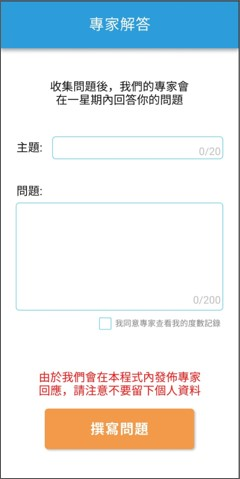 專家解答
收集問題後，我們的專家會
在一星期內回答你的問題
主題:
0/20
問題:
0/200
我同意專家查看我的度數記錄
由於我們會在本程式內發佈專家
回應，請注意不要留下個人資料
撰寫問題